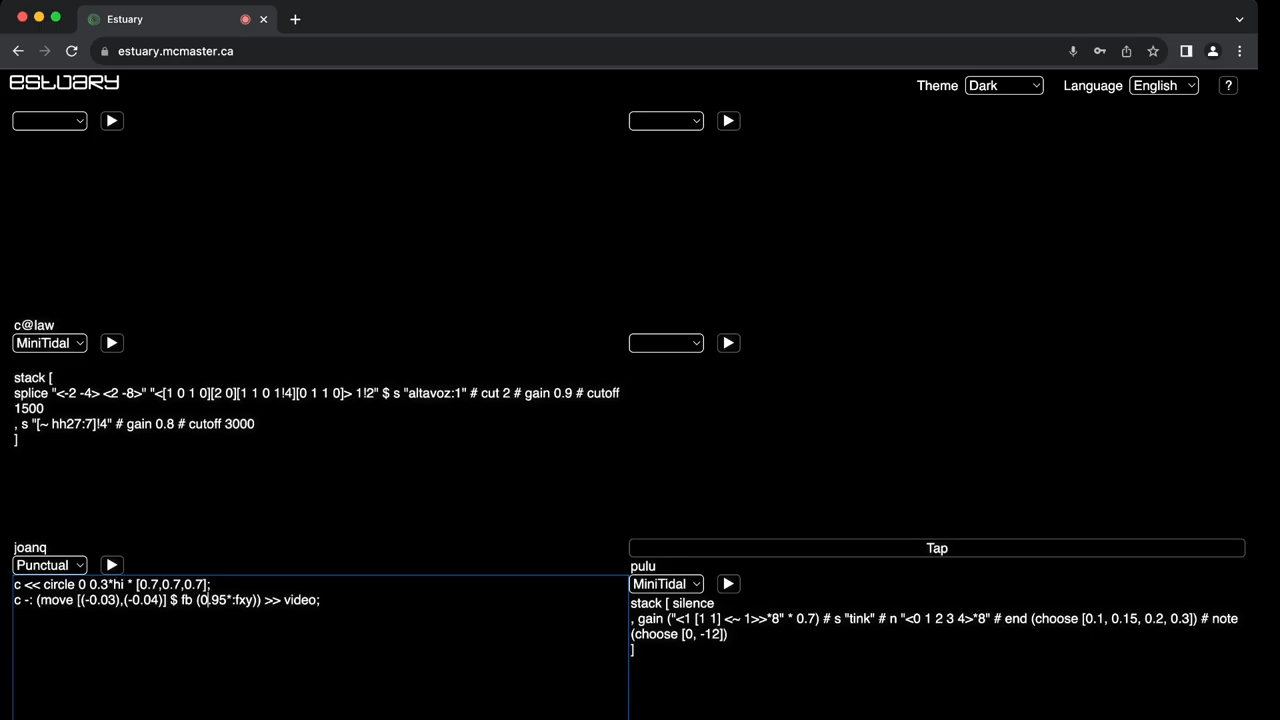 Estuary
estuary.mcmaster.ca
ESTUARY
Theme Dark Language English ?
c@law
MiniTidal
stack [
splice "<-2 -4> <2 -8>" "<[1 0 1 0][2 0][1 1 0 1!4][0 1 1 0]> 1!2" $ s "altavoz:1" # cut 2 # gain 0.9 # cutoff
1500
, s "[~ hh27:7]!4" # gain 0.8 # cutoff 3000
]
joanq
Punctual
c << circle 0 0.3*hi * [0.7,0.7,0.7];
c -: (move [(-0.03),(-0.04)] $ fb (0.95*:fxy)) >> video;
Tap
pulu
MiniTidal
stack [ silence
, gain ("<1 [1 1] <~ 1>>*8" * 0.7) # s "tink" # n "<0 1 2 3 4>*8" # end (choose [0.1, 0.15, 0.2, 0.3]) # note
(choose [0, -12])
]